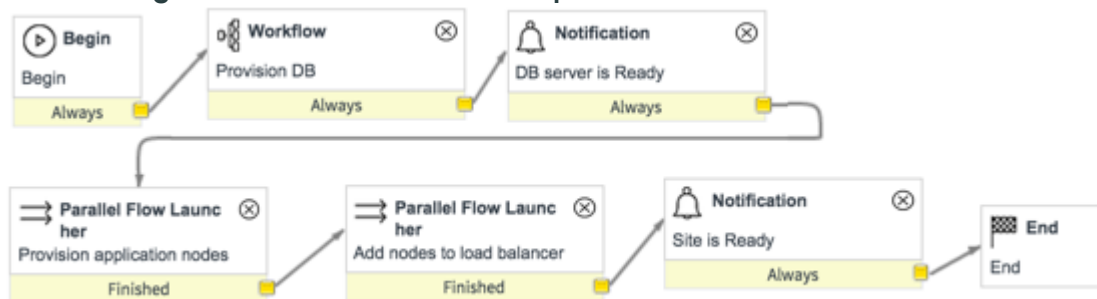 Begin
Begin
Always
Workflow
Provision DB
Always
Notification
DB server is Ready
Always
Parallel Flow Launc
her
Provision application nodes
Finished
Parallel Flow Launc
her
Add nodes to load balancer
Finished
Notification
Site is Ready
Always
End
End